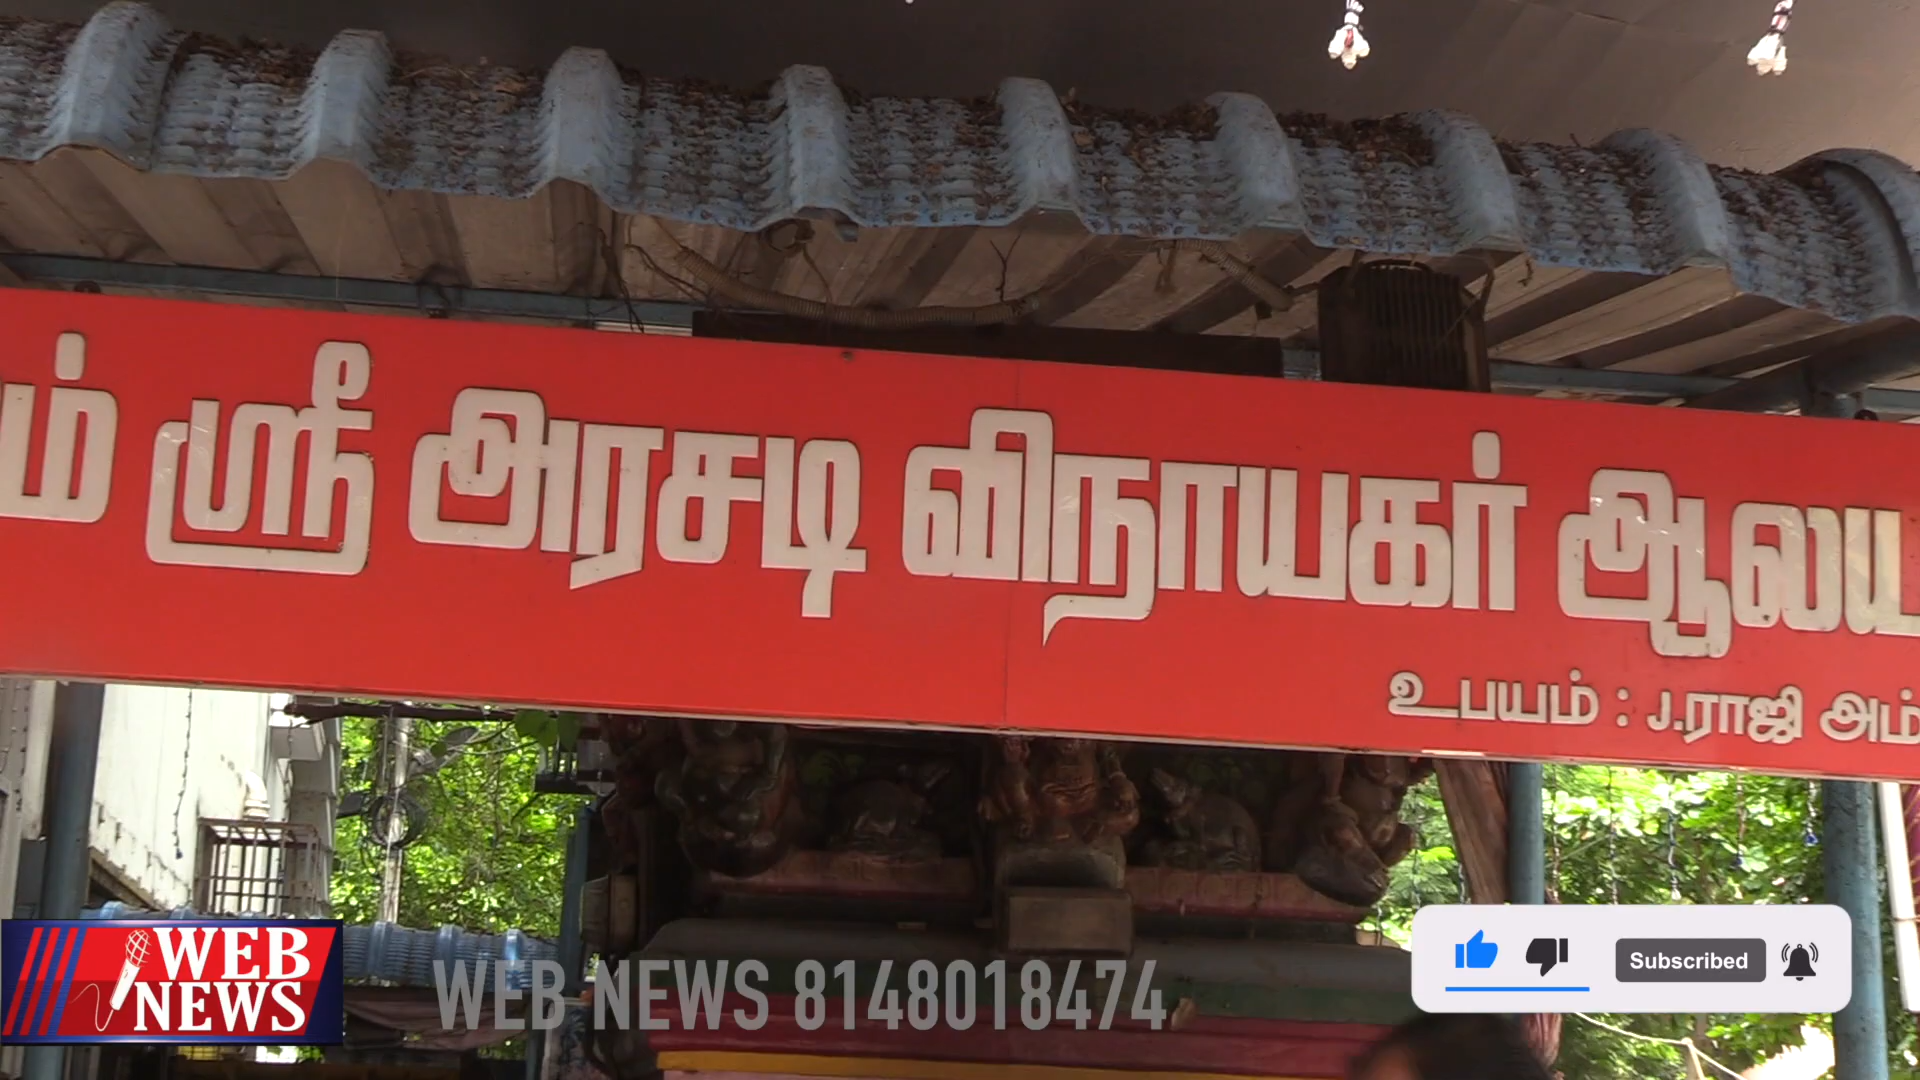 ம் ஸ்ரீ அரசடி விநாயகர் ஆலய
உபயம் : J.ராஜி அம்
WEB NEWS
WEB NEWS 8148018474
Subscribed